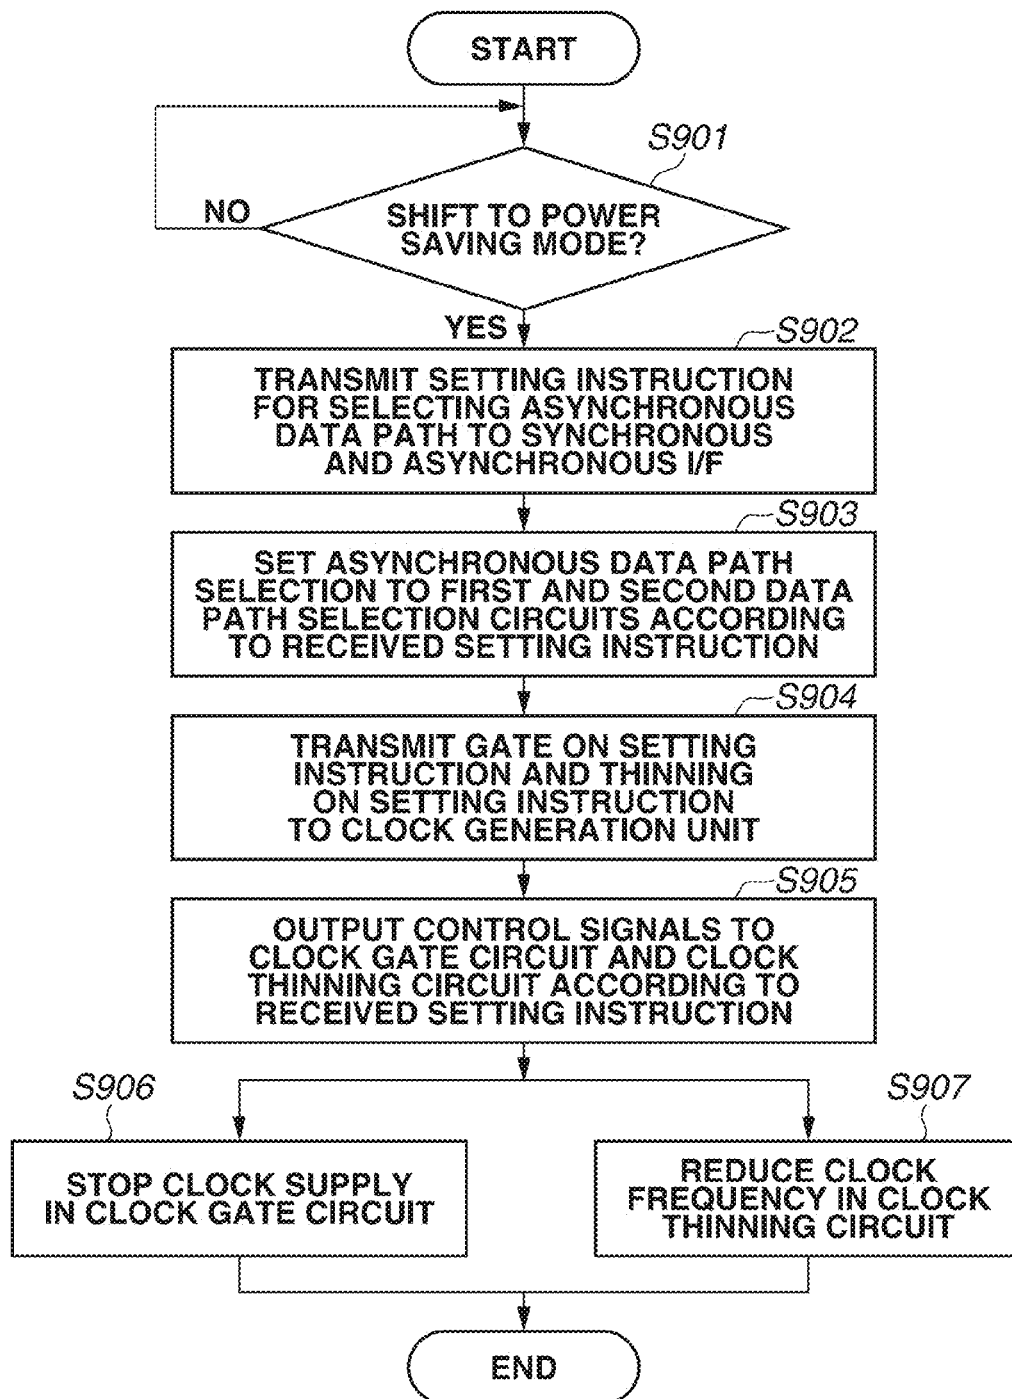 START
S901
NO
SHIFT TO POWER
SAVING MODE?
YES
S902
TRANSMIT SETTING INSTRUCTION
FOR SELECTING ASYNCHRONOUS
DATA PATH TO SYNCHRONOUS
AND ASYNCHRONOUS I/F
S903
SET ASYNCHRONOUS DATA PATH
SELECTION TO FIRST AND SECOND DATA
PATH SELECTION CIRCUITS ACCORDING
TO RECEIVED SETTING INSTRUCTION
S904
TRANSMIT GATE ON SETTING
INSTRUCTION AND THINNING
ON SETTING INSTRUCTION
TO CLOCK GENERATION UNIT
S905
OUTPUT CONTROL SIGNALS TO
CLOCK GATE CIRCUIT AND CLOCK
THINNING CIRCUIT ACCORDING TO
RECEIVED SETTING INSTRUCTION
S906
STOP CLOCK SUPPLY
IN CLOCK GATE CIRCUIT
S907
REDUCE CLOCK
FREQUENCY IN CLOCK
THINNING CIRCUIT
END